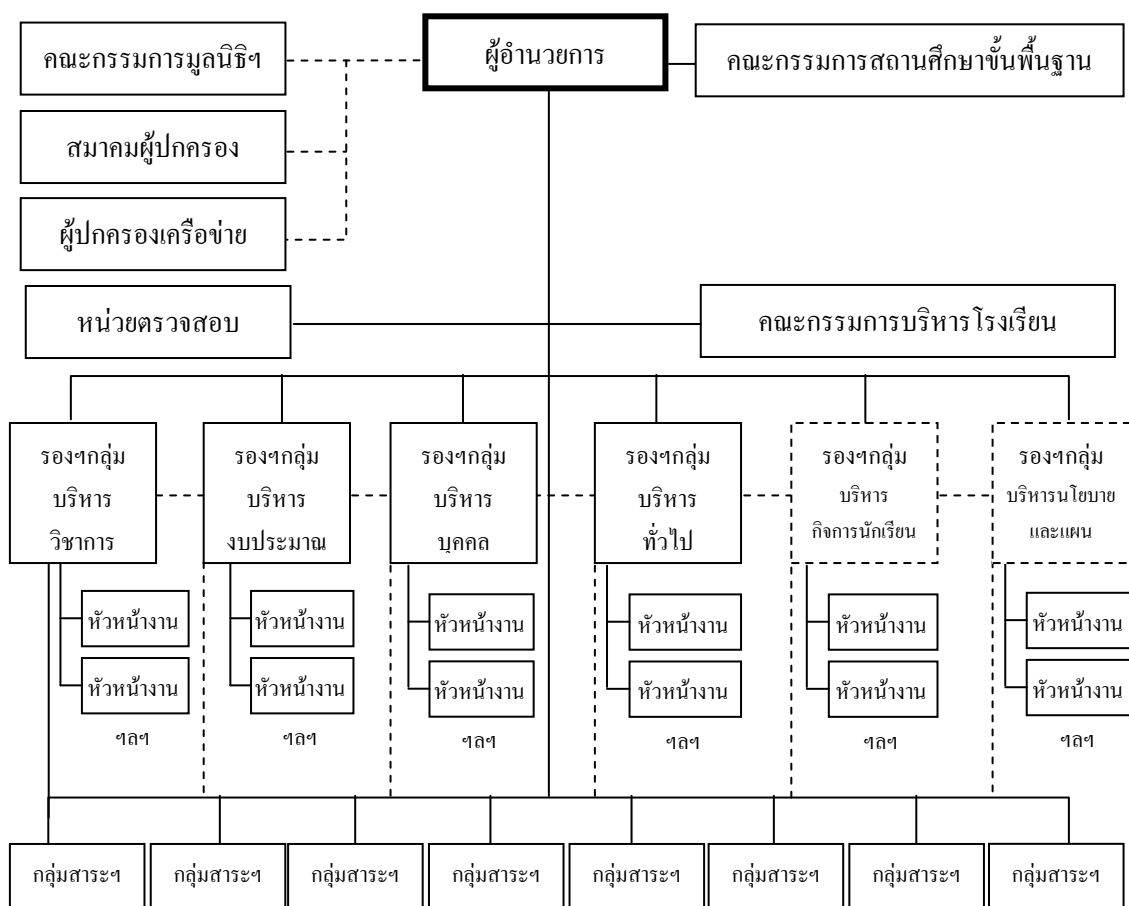 คณะกรรมการมูลนิธิฯ
ผู้อำนวยการ
คณะกรรมการสถานศึกษาขั้นพื้นฐาน
สมาคมผู้ปกครอง
ผู้ปกครองเครือข่าย
หน่วยตรวจสอบ
คณะกรรมการบริหารโรงเรียน
รองฯกลุ่ม
บริหาร
วิชาการ
รองฯกลุ่ม
บริหาร
งบประมาณ
รองฯกลุ่ม
บริหาร
บุคคล
รองฯกลุ่ม
บริหาร
ทั่วไป
รองฯกลุ่ม
บริหาร
กิจการนักเรียน
รองฯกลุ่ม
บริหารนโยบาย
และแผน
หัวหน้างาน
หัวหน้างาน
ฯลฯ
หัวหน้างาน
หัวหน้างาน
ฯลฯ
หัวหน้างาน
หัวหน้างาน
ฯลฯ
หัวหน้างาน
หัวหน้างาน
ฯลฯ
หัวหน้างาน
หัวหน้างาน
ฯลฯ
หัวหน้างาน
หัวหน้างาน
ฯลฯ
กลุ่มสาระฯ
กลุ่มสาระฯ
กลุ่มสาระฯ
กลุ่มสาระฯ
กลุ่มสาระฯ
กลุ่มสาระฯ
กลุ่มสาระฯ
กลุ่มสาระฯ